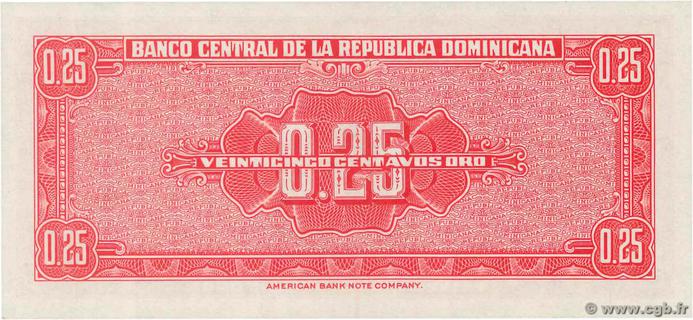 BANCO CENTRAL DE LA REPUBLICA DOMINICANA
0.25 0.25
0.25
VEINTICINCO CENTAVOS ORO
0.25 0.25
AMERICAN BANK NOTE COMPANY.
© www.cgb.fr